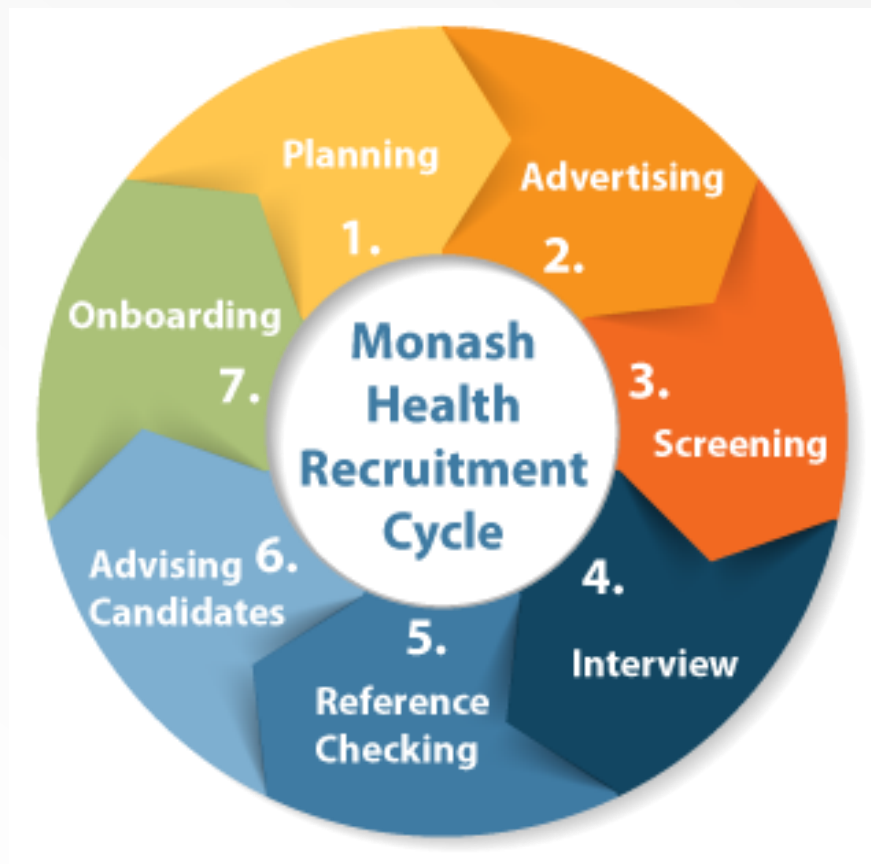 Monash
Health
Recruitment
Cycle
Planning
1.
Advertising
2.
3.
Screening
4.
Interview
5.
Reference
Checking
6.
Advising
Candidates
Onboarding
7.